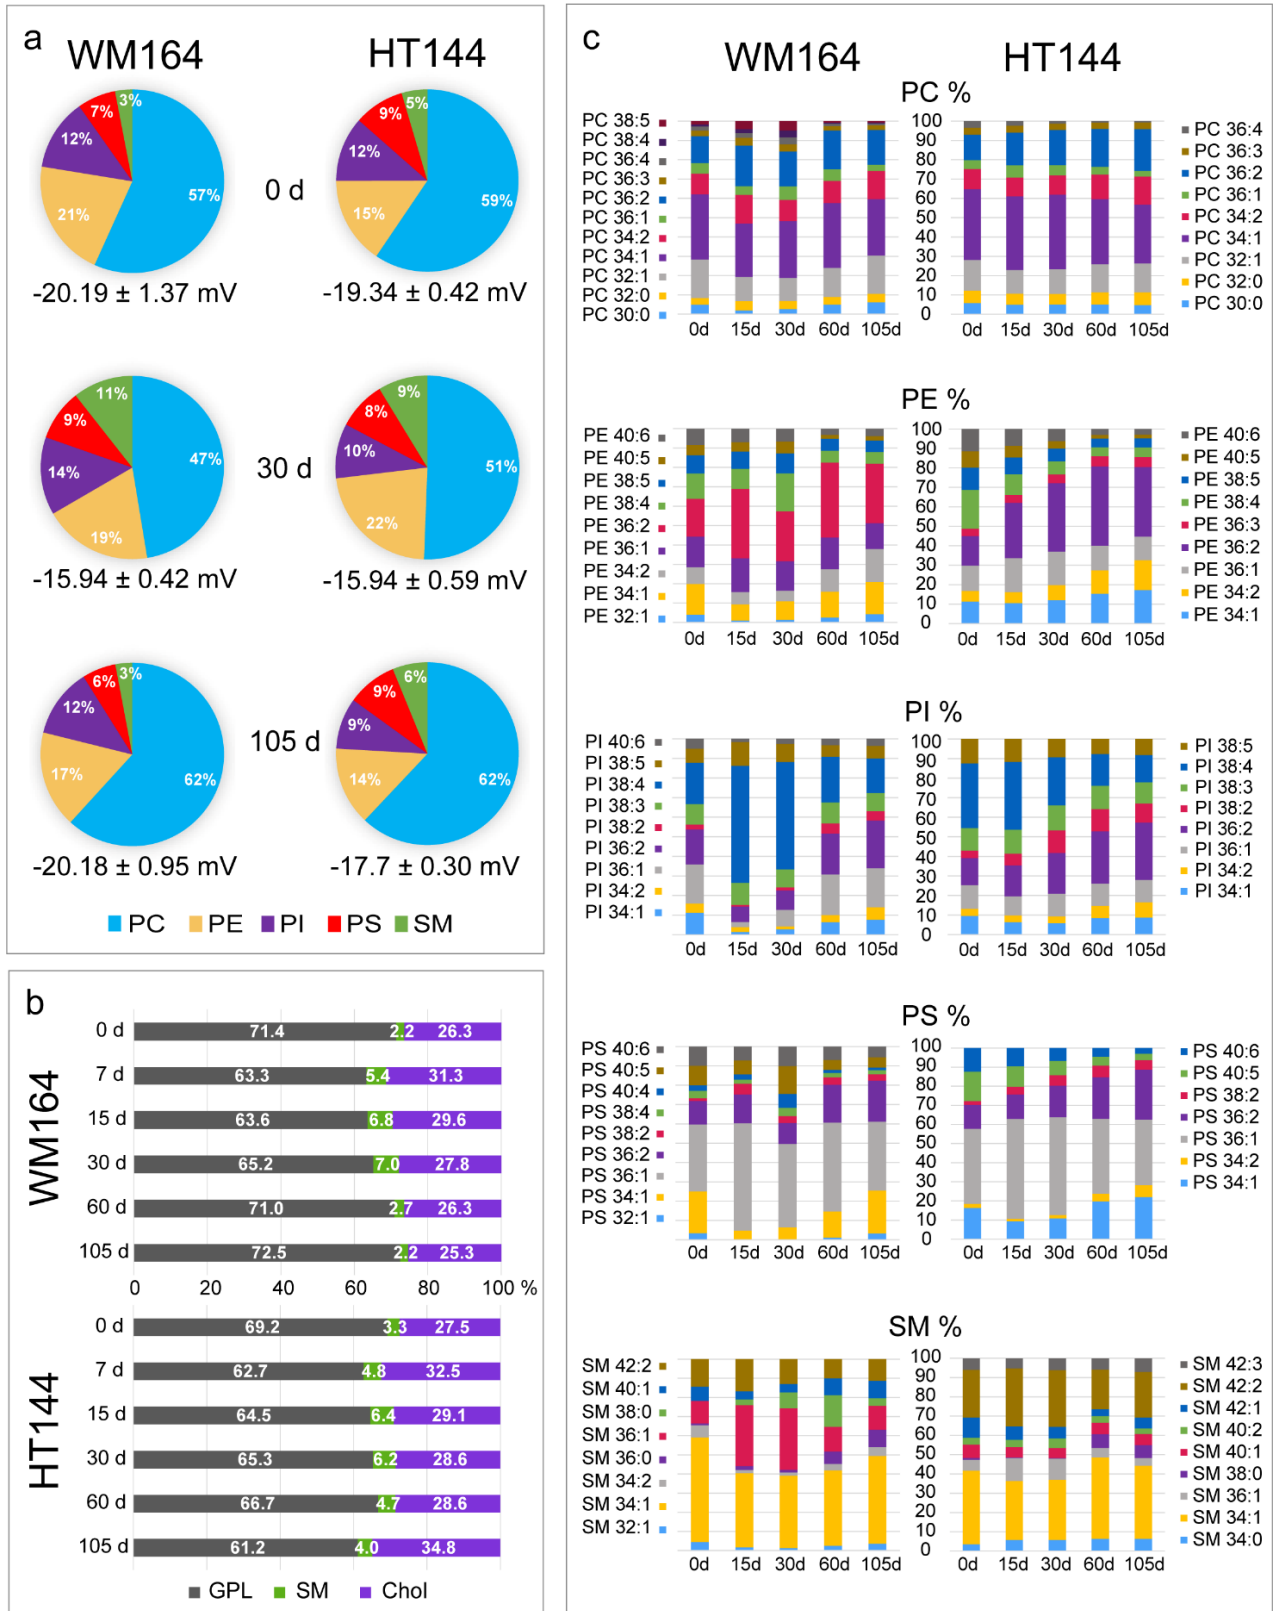 a
WM164
HT144
3%
7%
12%
21%
57%
5%
9%
12%
15%
59%
0 d
-20.19 ± 1.37 mV
-19.34 ± 0.42 mV
11%
9%
14%
19%
47%
9%
8%
10%
22%
51%
30 d
-15.94 ± 0.42 mV
-15.94 ± 0.59 mV
3%
6%
12%
17%
62%
6%
9%
9%
14%
62%
105 d
-20.18 ± 0.95 mV
-17.7 ± 0.30 mV
PC PE PI PS SM
b
WM164
0 d 71.4 2.2 26.3
7 d 63.3 5.4 31.3
15 d 63.6 6.8 29.6
30 d 65.2 7.0 27.8
60 d 71.0 2.7 26.3
105 d 72.5 2.2 25.3
0 20 40 60 80 100 %
HT144
0 d 69.2 3.3 27.5
7 d 62.7 4.8 32.5
15 d 64.5 6.4 29.1
30 d 65.3 6.2 28.6
60 d 66.7 4.7 28.6
105 d 61.2 4.0 34.8
GPL SM Chol
c
WM164
HT144
PC %
PC 38:5
PC 38:4
PC 36:4
PC 36:3
PC 36:2
PC 36:1
PC 34:2
PC 34:1
PC 32:1
PC 32:0
PC 30:0
0d 15d 30d 60d 105d
100
90
80
70
60
50
40
30
20
10
0
0d 15d 30d 60d 105d
PC 36:4
PC 36:3
PC 36:2
PC 36:1
PC 34:2
PC 34:1
PC 32:1
PC 32:0
PC 30:0
PE %
PE 40:6
PE 40:5
PE 38:5
PE 38:4
PE 36:2
PE 36:1
PE 34:2
PE 34:1
PE 32:1
0d 15d 30d 60d 105d
100
90
80
70
60
50
40
30
20
10
0
0d 15d 30d 60d 105d
PE 40:6
PE 40:5
PE 38:5
PE 38:4
PE 36:3
PE 36:2
PE 36:1
PE 34:2
PE 34:1
PI %
PI 40:6
PI 38:5
PI 38:4
PI 38:3
PI 38:2
PI 36:2
PI 36:1
PI 34:2
PI 34:1
0d 15d 30d 60d 105d
100
90
80
70
60
50
40
30
20
10
0
0d 15d 30d 60d 105d
PI 38:5
PI 38:4
PI 38:3
PI 38:2
PI 36:2
PI 36:1
PI 34:2
PI 34:1
PS %
PS 40:6
PS 40:5
PS 40:4
PS 38:4
PS 38:2
PS 36:2
PS 36:1
PS 34:1
PS 32:1
0d 15d 30d 60d 105d
100
90
80
70
60
50
40
30
20
10
0
0d 15d 30d 60d 105d
PS 40:6
PS 40:5
PS 38:2
PS 36:2
PS 36:1
PS 34:2
PS 34:1
SM %
SM 42:2
SM 40:1
SM 38:0
SM 36:1
SM 36:0
SM 34:2
SM 34:1
SM 32:1
0d 15d 30d 60d 105d
100
90
80
70
60
50
40
30
20
10
0
0d 15d 30d 60d 105d
SM 42:3
SM 42:2
SM 42:1
SM 40:2
SM 40:1
SM 38:0
SM 36:1
SM 34:1
SM 34:0